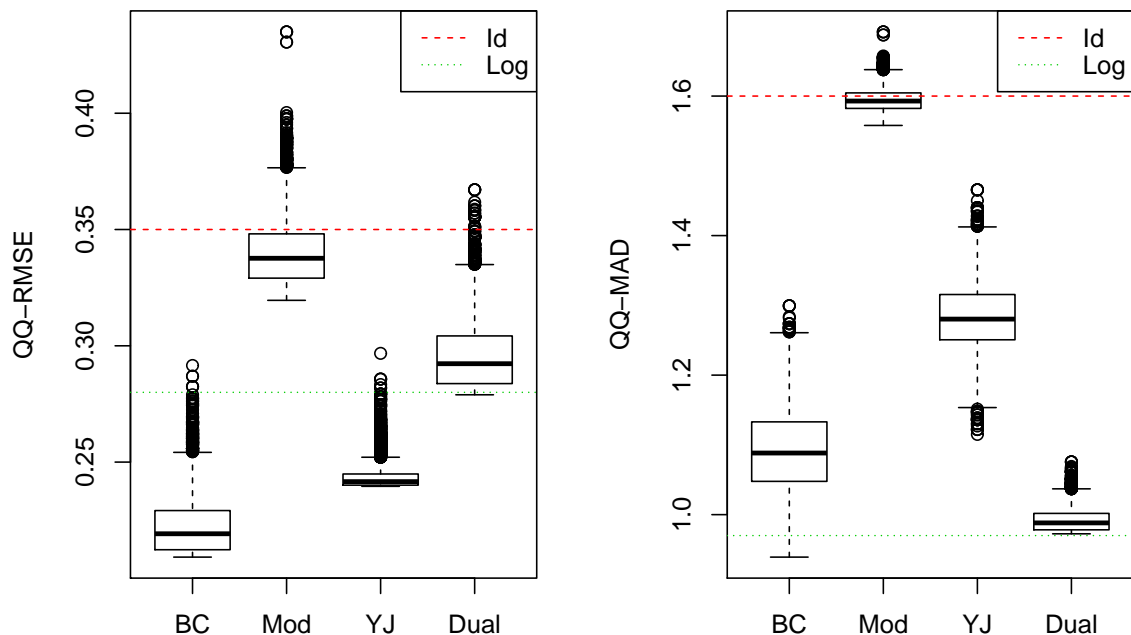 QQ−RMSE
0.40
0.35
0.30
0.25
BC Mod YJ Dual
Id
Log
QQ−MAD
1.6
1.4
1.2
1.0
BC Mod YJ Dual
Id
Log